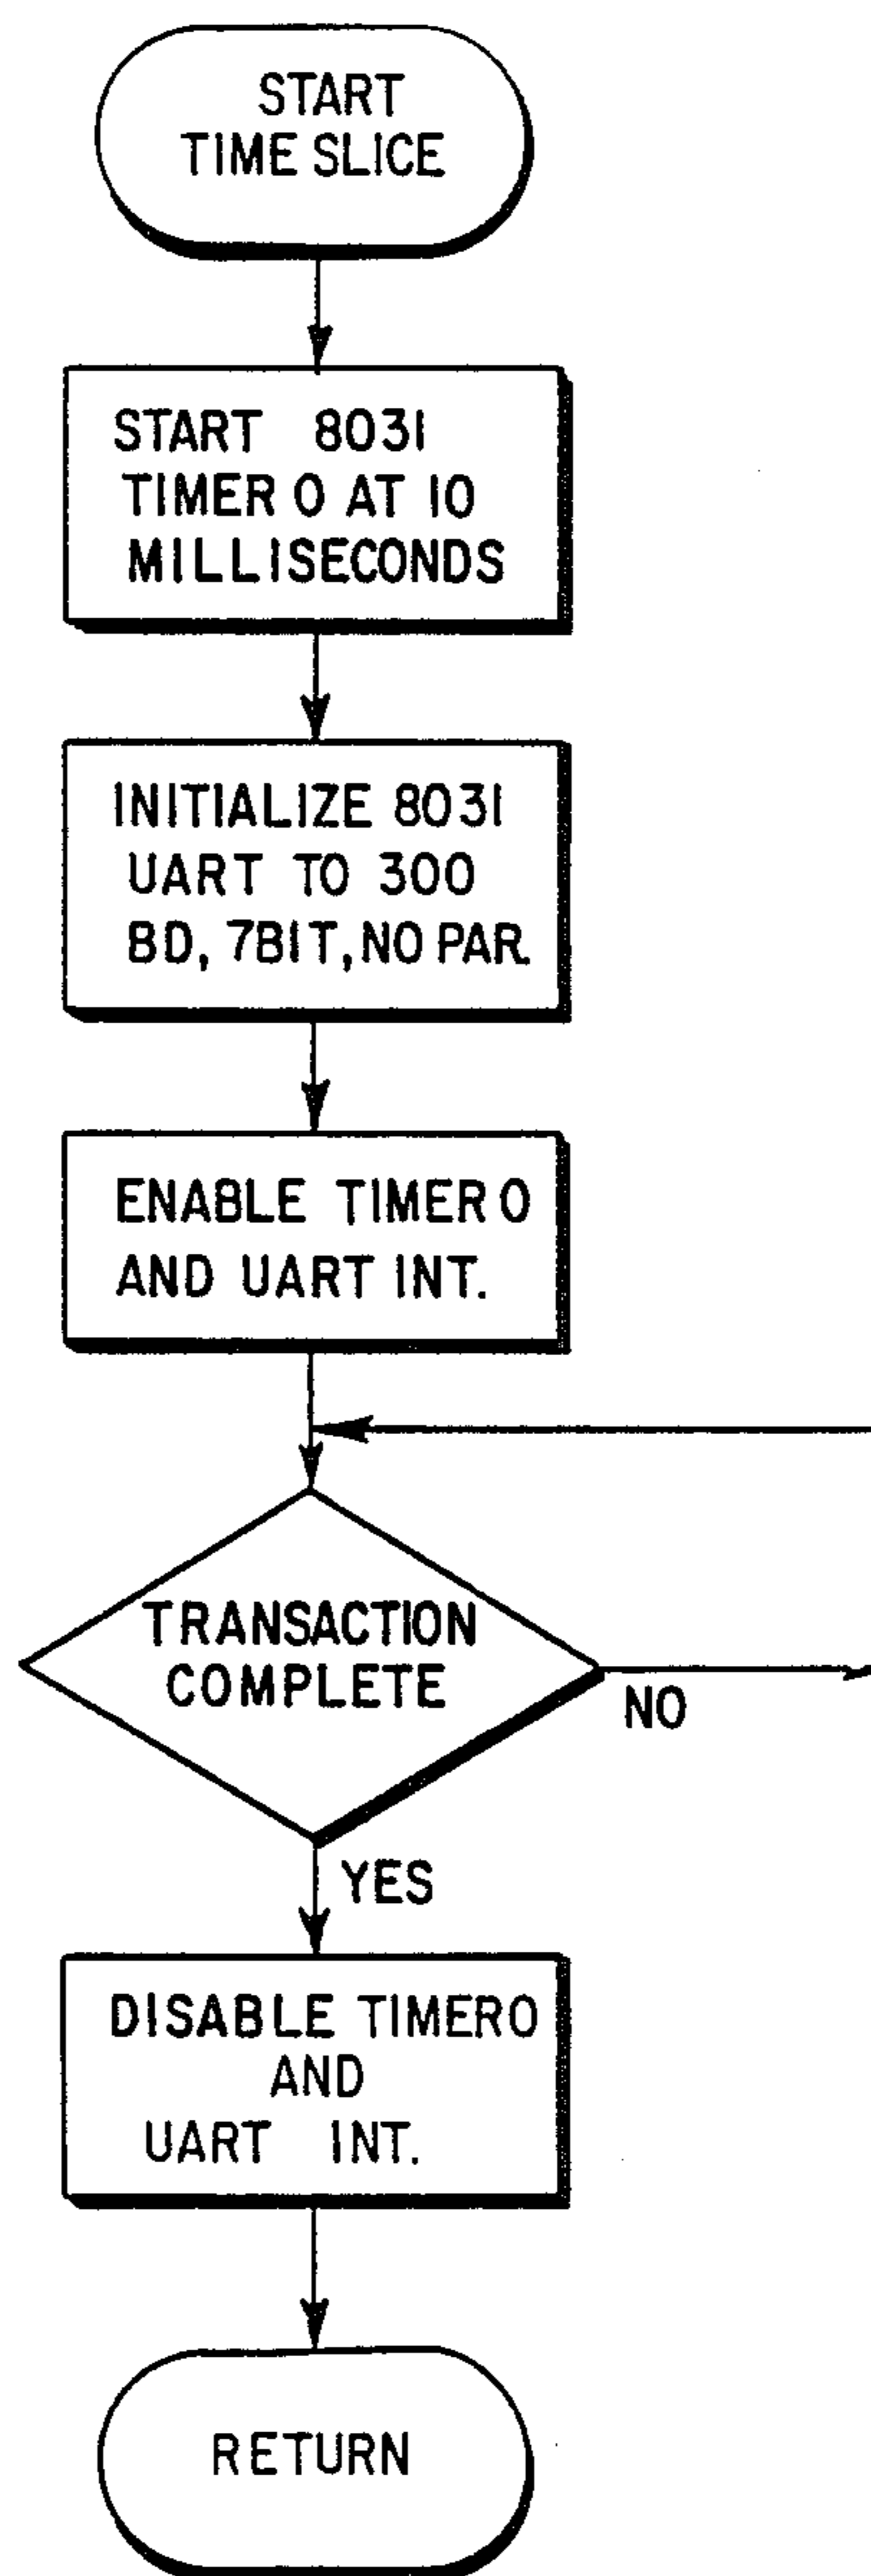 START
TIME SLICE
START 8031
TIMER 0 AT 10
MILLISECONDS
INITIALIZE 8031
UART TO 300
BD, 7BIT, NO PAR.
ENABLE TIMER 0
AND UART INT.
TRANSACTION
COMPLETE
NO
YES
DISABLE TIMER0
AND
UART INT.
RETURN